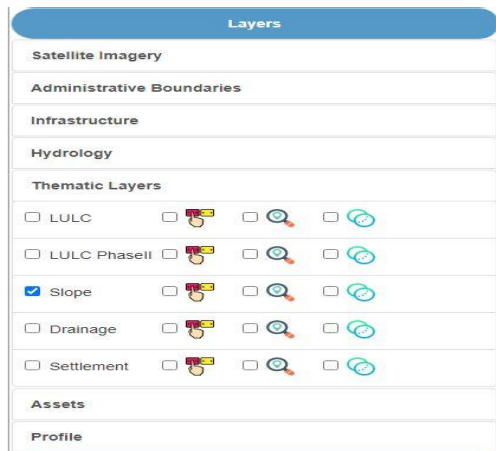 Layers
Satellite Imagery
Administrative Boundaries
Infrastructure
Hydrology
Thematic Layers
LULC
LULC PhaseII
Slope
Drainage
Settlement
Assets
Profile